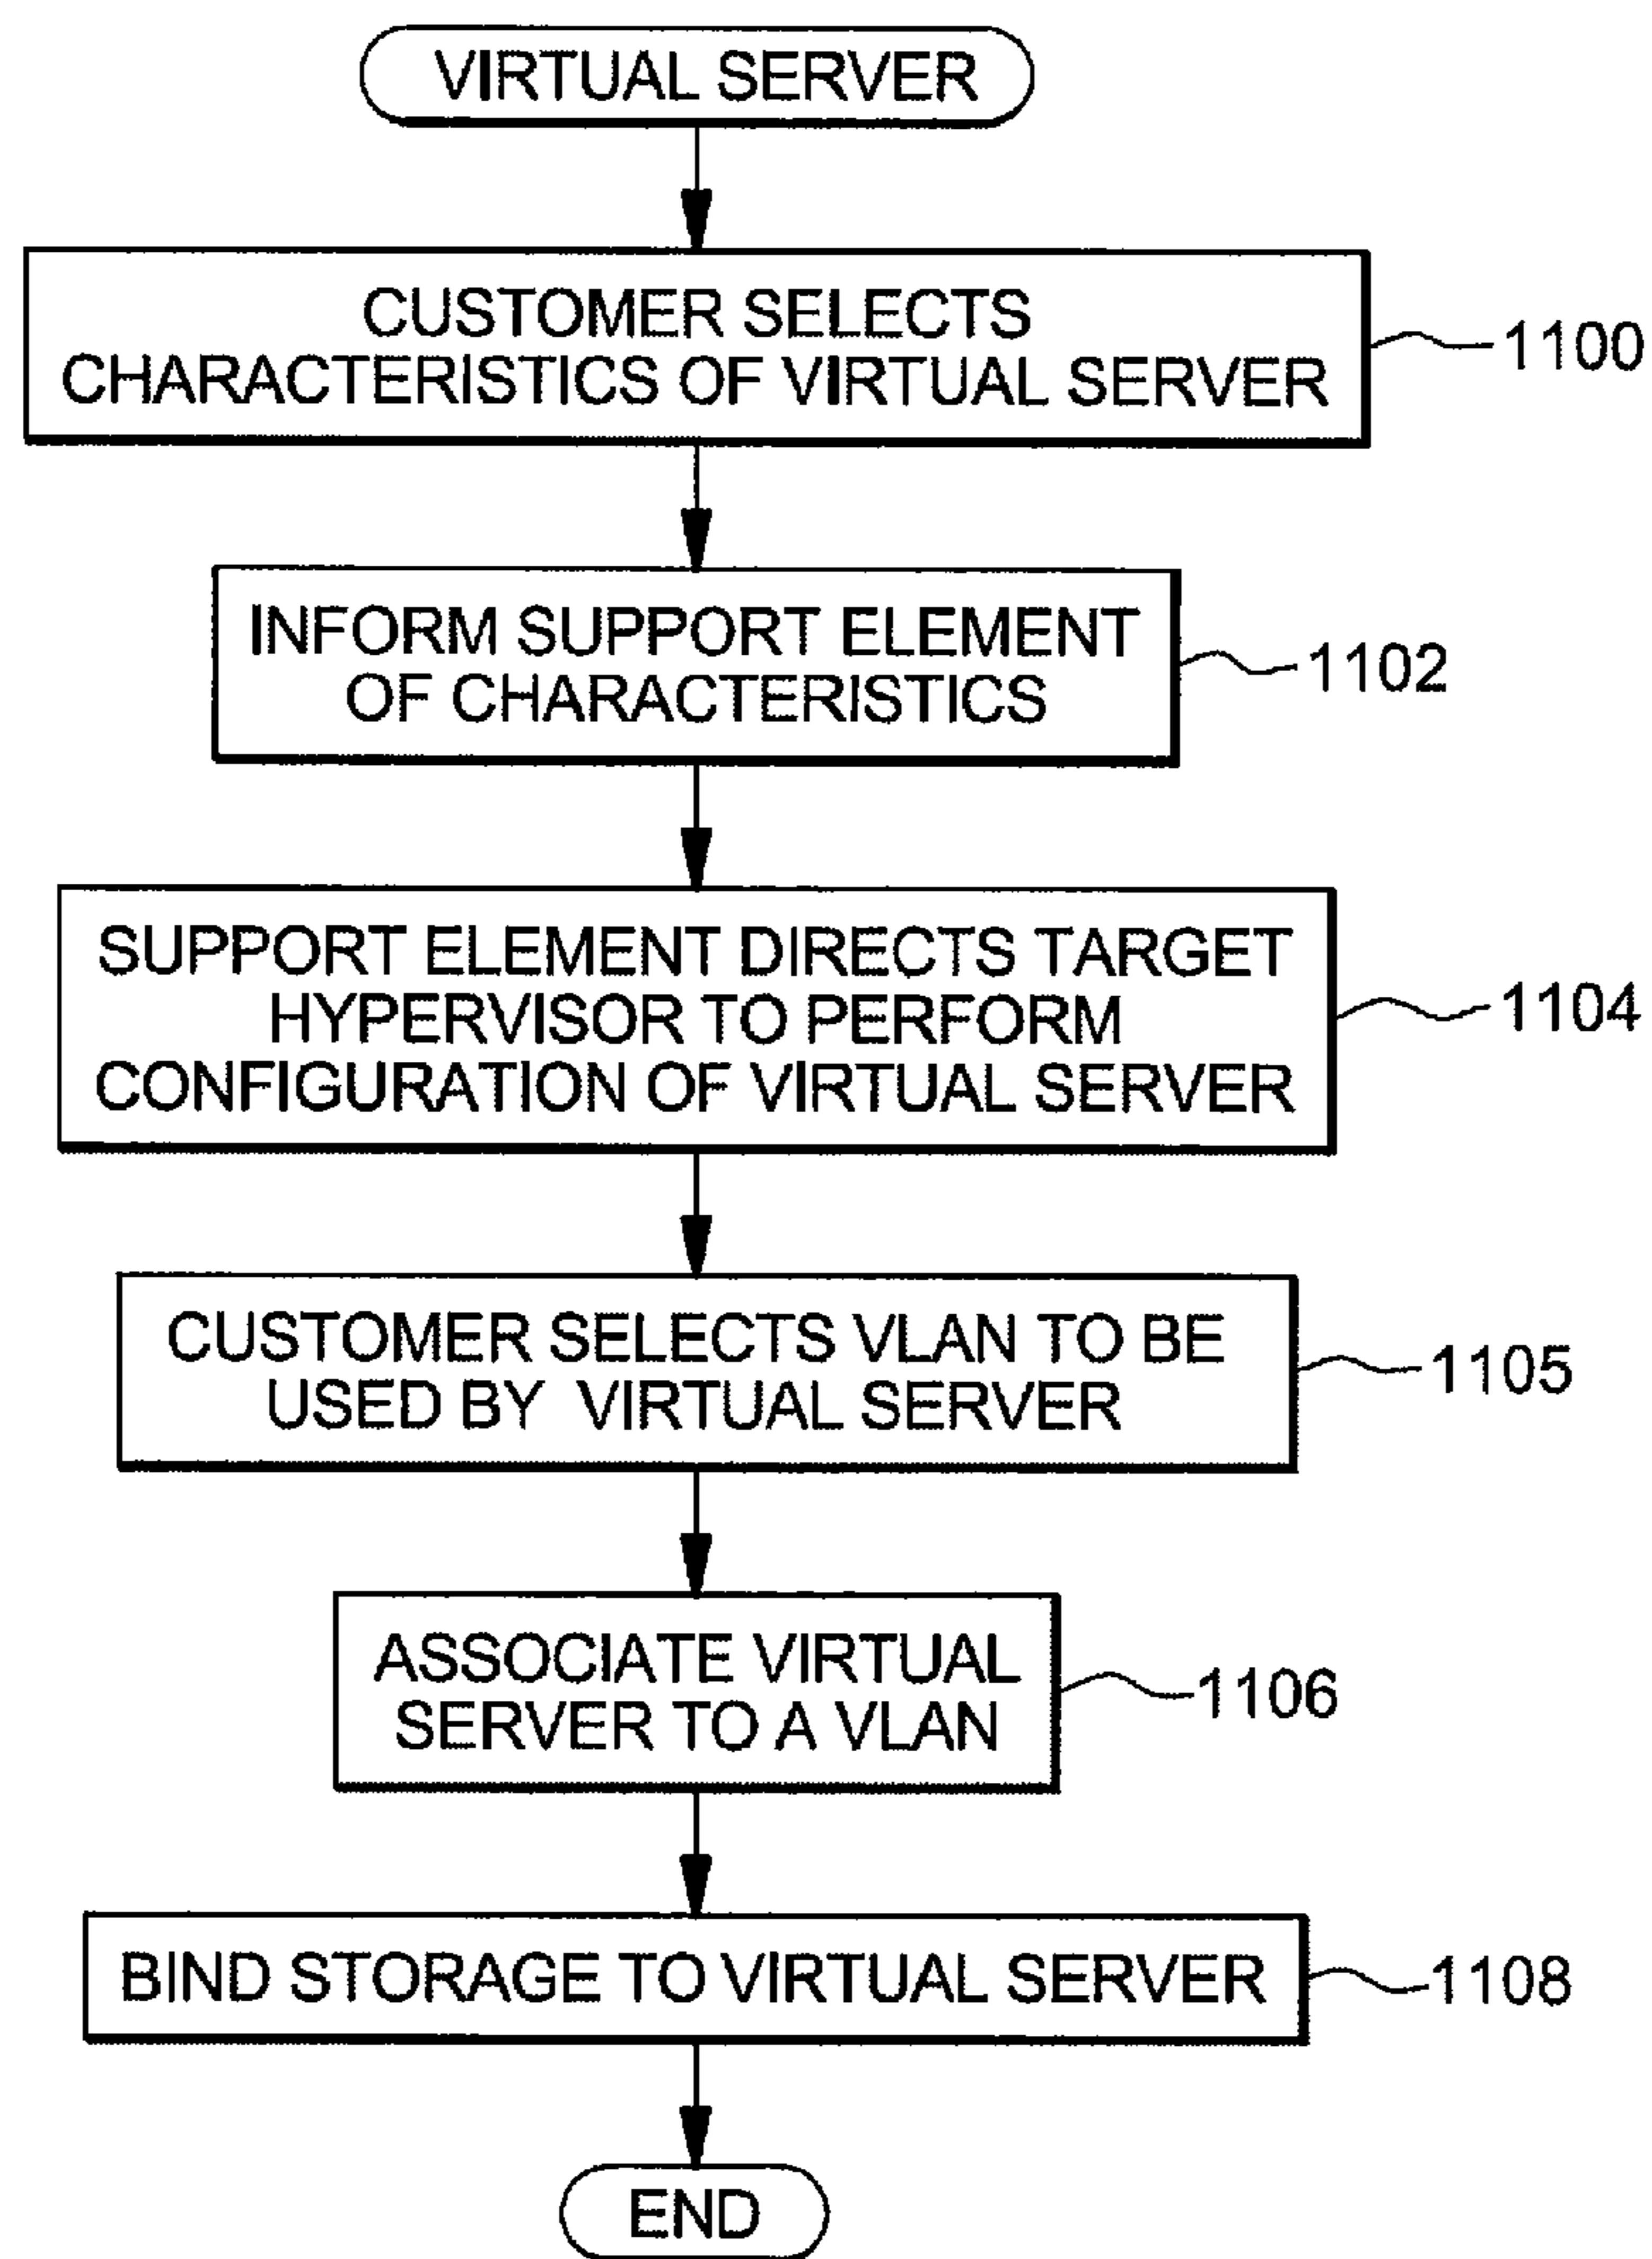 VIRTUAL SERVER
CUSTOMER SELECTS
CHARACTERISTICS OF VIRTUAL SERVER
1100
INFORM SUPPORT ELEMENT
OF CHARACTERISTICS
1102
SUPPORT ELEMENT DIRECTS TARGET
HYPERVISOR TO PERFORM
CONFIGURATION OF VIRTUAL SERVER
1104
CUSTOMER SELECTS VLAN TO BE
USED BY VIRTUAL SERVER
1105
ASSOCIATE VIRTUAL
SERVER TO A VLAN
1106
BIND STORAGE TO VIRTUAL SERVER
1108
END